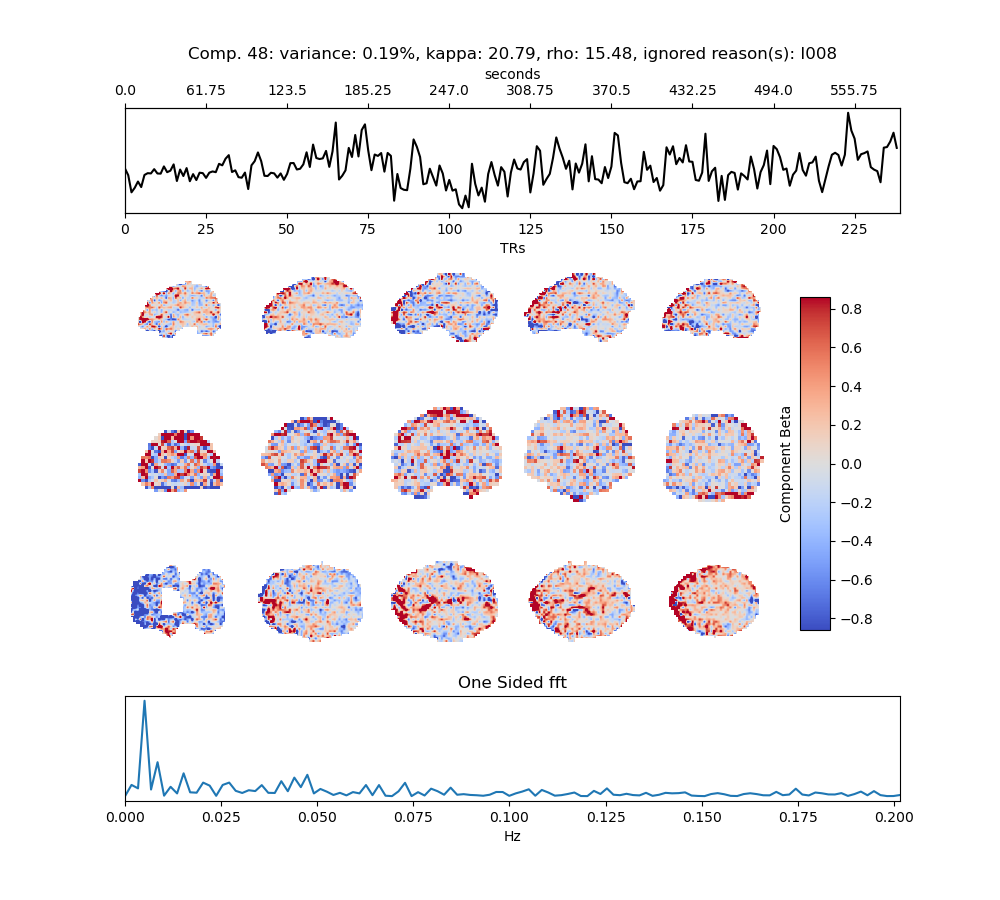 Comp. 48: variance: 0.19%, kappa: 20.79, rho: 15.48, ignored reason(s): I008
seconds
0.0 61.75 123.5 185.25 247.0 308.75 370.5 432.25 494.0 555.75
0 25 50 75 100 125 150 175 200 225
TRs
0.8
0.6
0.4
0.2
0.0
−0.2
−0.4
−0.6
−0.8
Component Beta
One Sided fft
0.000 0.025 0.050 0.075 0.100 0.125 0.150 0.175 0.200
Hz